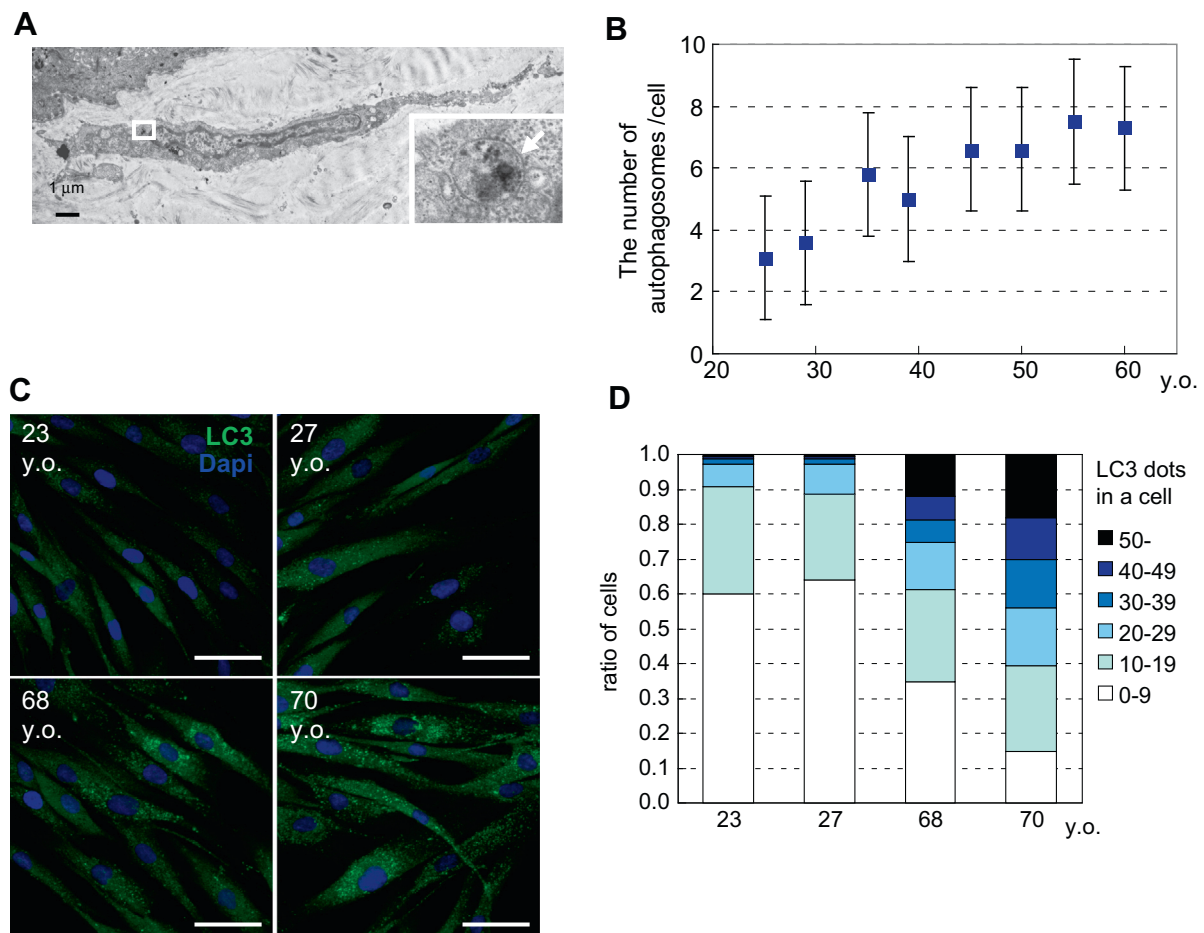 A
1 µm
B
The number of
autophagosomes /cell
10
8
6
4
2
0
20
30
40
50
60
y.o.
C
23
y.o.
LC3
Dapi
27
y.o.
68
y.o.
70
y.o.
D
ratio of cells
1.0
0.9
0.8
0.7
0.6
0.5
0.4
0.3
0.2
0.1
0.0
23
27
68
70
y.o.
LC3 dots
in a cell
50-
40-49
30-39
20-29
10-19
0-9